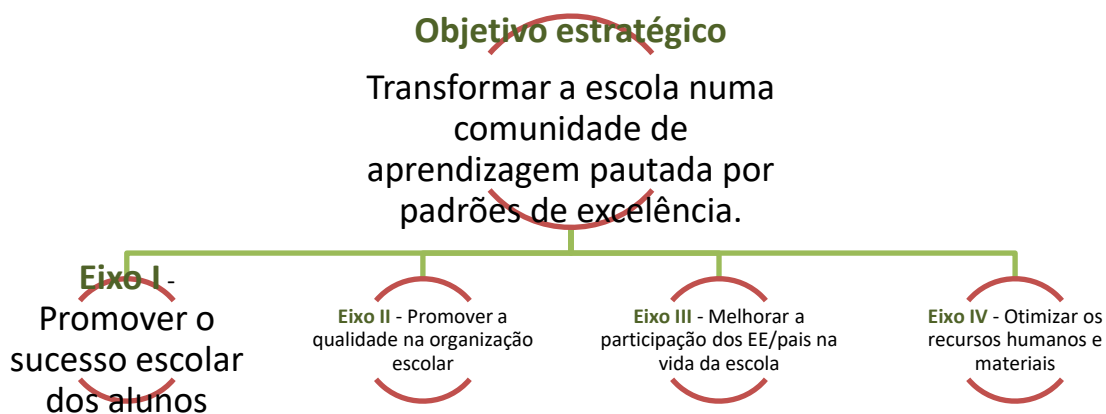 Objetivo estratégico
Transformar a escola numa
comunidade de
aprendizagem pautada por
padrões de excelência.
Eixo I -
Promover o
sucesso escolar
dos alunos
Eixo II - Promover a
qualidade na organização
escolar
Eixo III - Melhorar a
participação dos EE/pais na
vida da escola
Eixo IV - Otimizar os
recursos humanos e
materiais